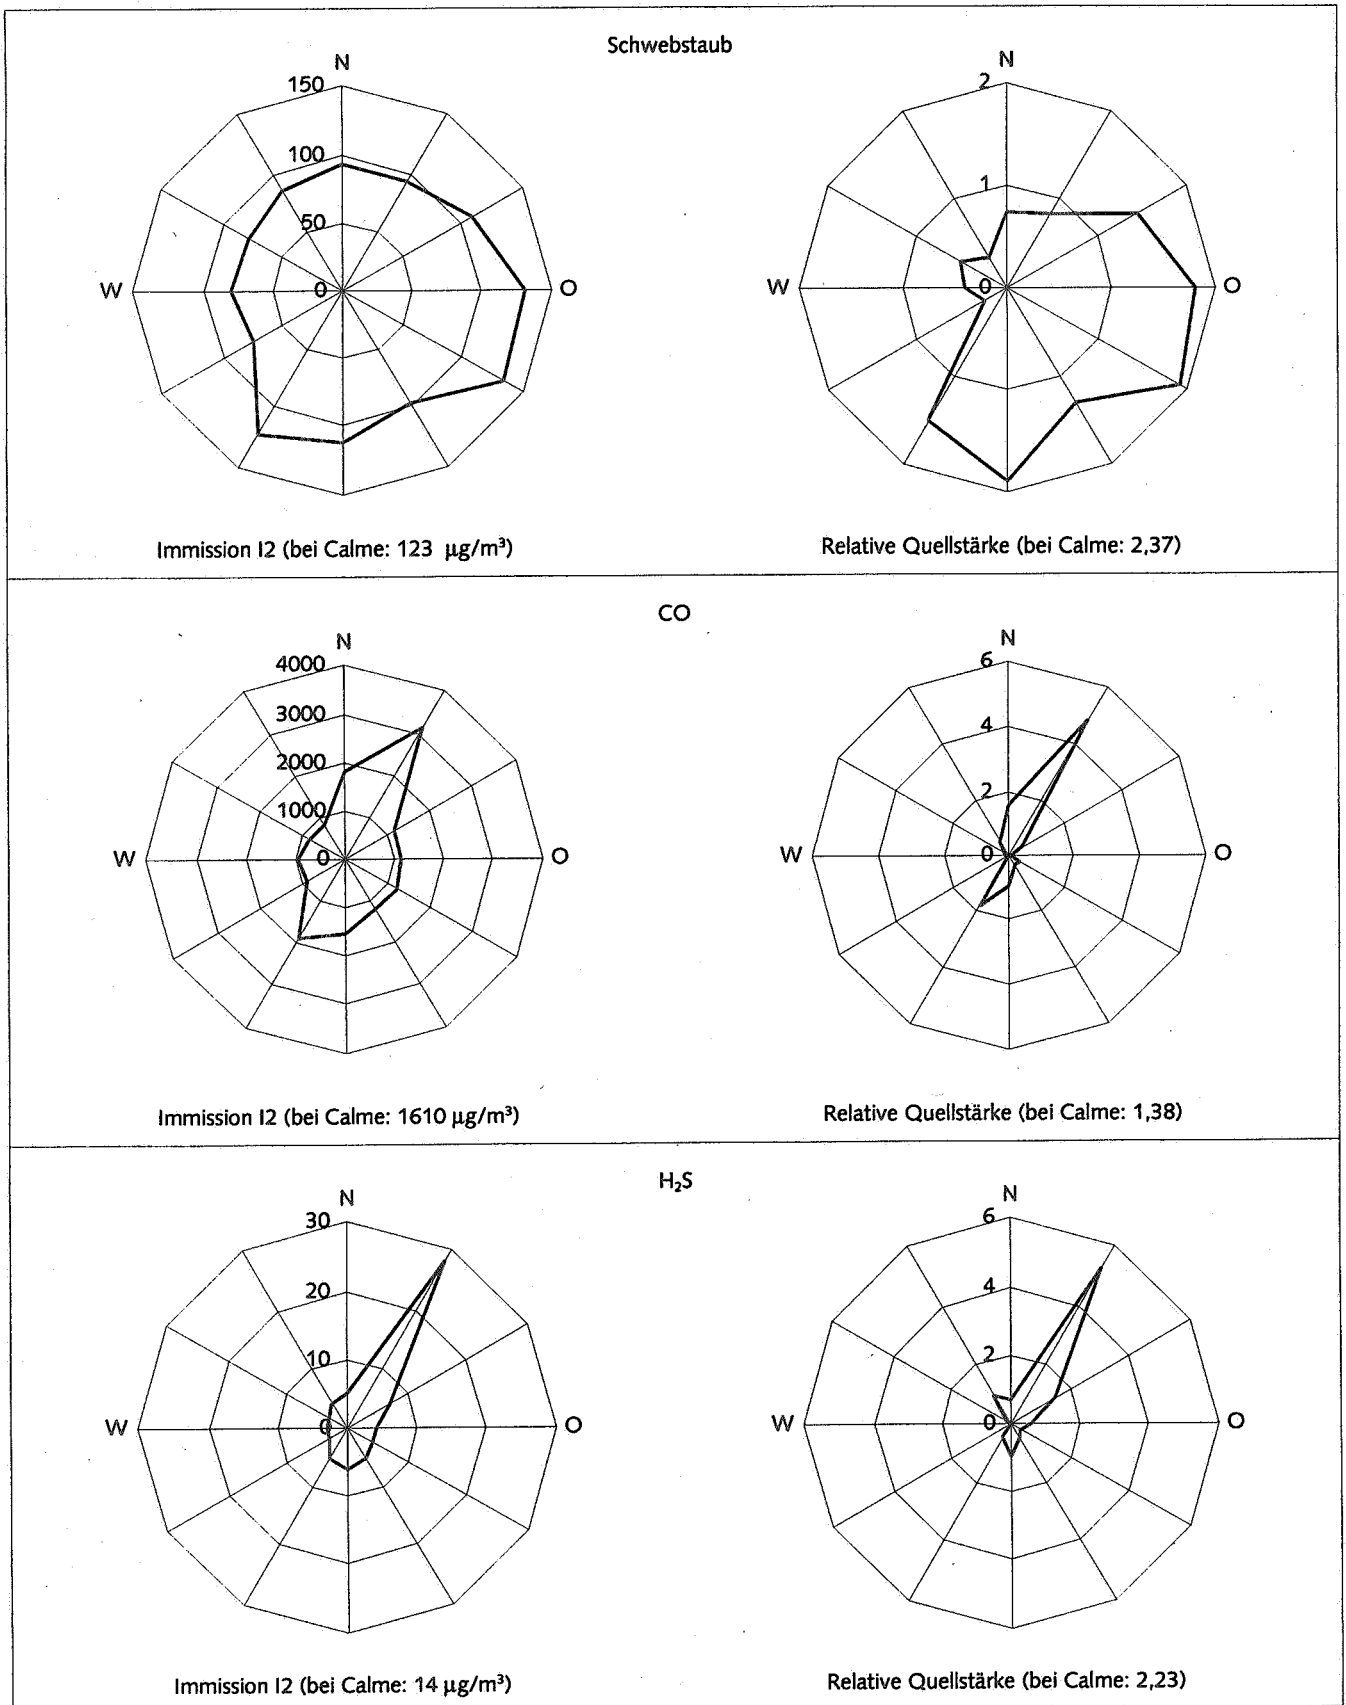 Schwebstaub
N
150
100
50
0
W
O
Immission I2 (bei Calme: 123 µg/m³)
N
2
1
0
W
O
Relative Quellstärke (bei Calme: 2,37)
CO
N
4000
3000
2000
1000
0
W
O
Immission I2 (bei Calme: 1610 µg/m³)
N
6
4
2
0
W
O
Relative Quellstärke (bei Calme: 1,38)
H₂S
N
30
20
10
0
W
O
Immission I2 (bei Calme: 14 µg/m³)
N
6
4
2
0
W
O
Relative Quellstärke (bei Calme: 2,23)